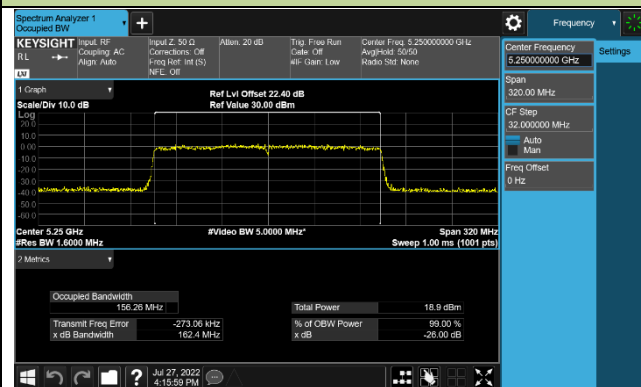 Spectrum Analyzer 1
Occupied BW
Frequency
KEYSIGHT
RL
LXI
Input: RF
Coupling: AC
Align: Auto
Input Z: 50 Ω
Corrections: Off
Freq Ref: Int (S)
NFE: Off
Atten: 20 dB
Trig: Free Run
Gate: Off
#IF Gain: Low
Center Freq: 5.250000000 GHz
Avg|Hold: 50/50
Radio Std: None
Center Frequency
5.250000000 GHz
Settings
Span
320.00 MHz
CF Step
32.000000 MHz
Auto
Man
Freq Offset
0 Hz
1 Graph
Scale/Div 10.0 dB
Ref Lvl Offset 22.40 dB
Ref Value 30.00 dBm
Log
20.0
10.0
0.00
-10.0
-20.0
-30.0
-40.0
-50.0
-60.0
Center 5.25 GHz
#Video BW 5.0000 MHz*
Span 320 MHz
#Res BW 1.6000 MHz
Sweep 1.00 ms (1001 pts)
2 Metrics
Occupied Bandwidth
156.26 MHz
Total Power 18.9 dBm
Transmit Freq Error -273.06 kHz
% of OBW Power 99.00 %
x dB Bandwidth 162.4 MHz
x dB -26.00 dB
Jul 27, 2022
4:15:59 PM